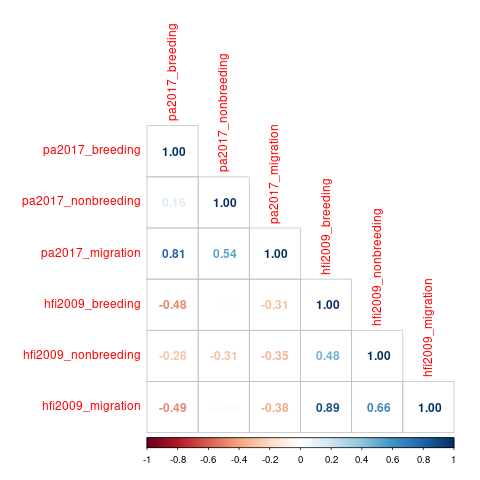 pa2017_breeding
pa2017_nonbreeding
pa2017_migration
hfi2009_breeding
hfi2009_nonbreeding
hfi2009_migration
pa2017_breeding 1.00
pa2017_nonbreeding 0.16 1.00
pa2017_migration 0.81 0.54 1.00
hfi2009_breeding -0.48 -0.31 1.00
hfi2009_nonbreeding -0.28 -0.31 -0.35 0.48 1.00
hfi2009_migration -0.49 -0.38 0.89 0.66 1.00
-1 -0.8 -0.6 -0.4 -0.2 0 0.2 0.4 0.6 0.8 1